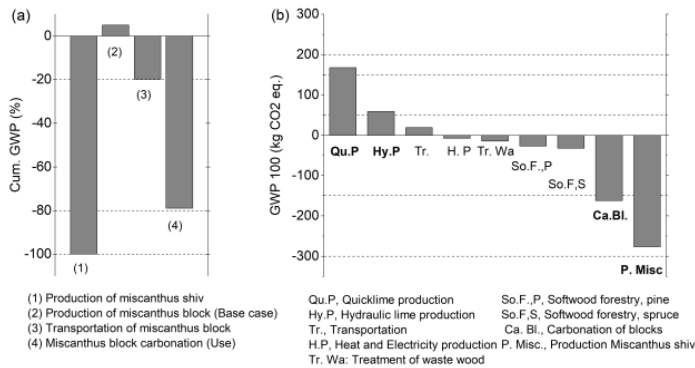 (a)
Cum. GWP (%)
0
-20
-40
-60
-80
-100
(1)
(2)
(3)
(4)
(1) Production of miscanthus shiv
(2) Production of miscanthus block (Base case)
(3) Transportation of miscanthus block
(4) Miscanthus block carbonation (Use)
(b)
GWP 100 (kg CO2 eq.)
300
200
100
0
-100
-200
-300
Qu.P
Hy.P
Tr.
H. P
Tr. Wa
So.F.,P
So.F,S
Ca.Bl.
P. Misc
Qu.P, Quicklime production
Hy.P, Hydraulic lime production
Tr., Transportation
H.P, Heat and Electricity production
Tr. Wa: Treatment of waste wood
So.F.,P, Softwood forestry, pine
So.F,S, Softwood forestry, spruce
Ca. Bl., Carbonation of blocks
P. Misc., Production Miscanthus shiv